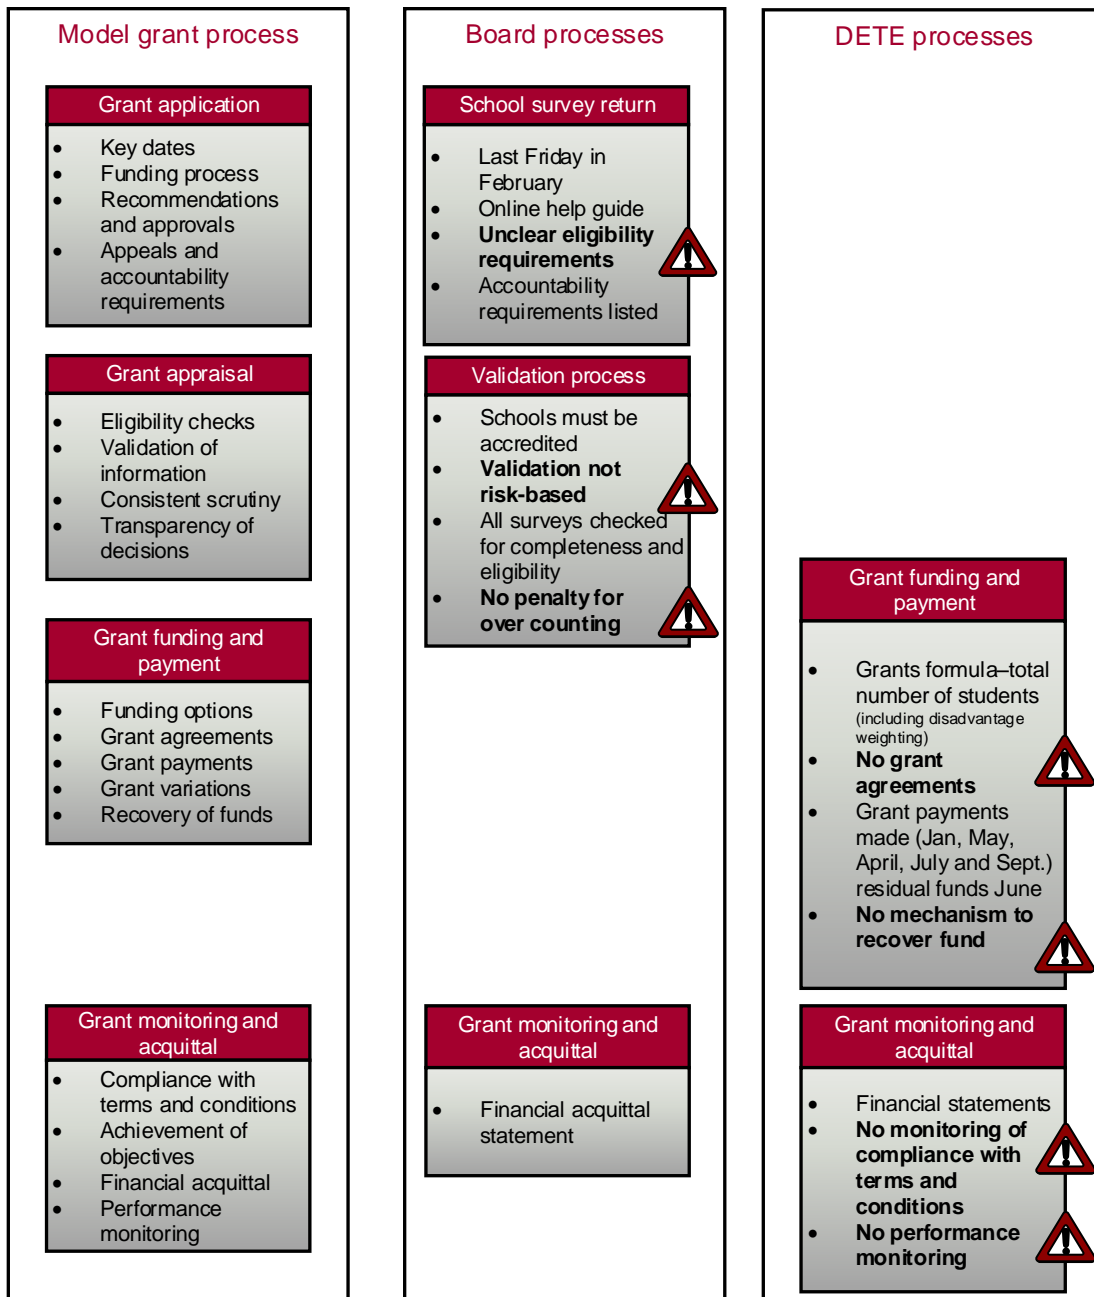 Model grant process
Grant application
• Key dates
• Funding process
• Recommendations
and approvals
• Appeals and
accountability
requirements
Grant appraisal
• Eligibility checks
• Validation of
information
• Consistent scrutiny
• Transparency of
decisions
Grant funding and
payment
• Funding options
• Grant agreements
• Grant payments
• Grant variations
• Recovery of funds
Grant monitoring and
acquittal
• Compliance with
terms and conditions
• Achievement of
objectives
• Financial acquittal
• Performance
monitoring
Board processes
School survey return
• Last Friday in
February
• Online help guide
• Unclear eligibility
requirements
• Accountability
requirements listed
Validation process
• Schools must be
accredited
• Validation not
risk-based
• All surveys checked
for completeness and
eligibility
• No penalty for
over counting
Grant monitoring and
acquittal
• Financial acquittal
statement
DETE processes
Grant funding and
payment
• Grants formula–total
number of students
(including disadvantage
weighting)
• No grant
agreements
• Grant payments
made (Jan, May,
April, July and Sept.)
residual funds June
• No mechanism to
recover fund
Grant monitoring and
acquittal
• Financial statements
• No monitoring of
compliance with
terms and
conditions
• No performance
monitoring